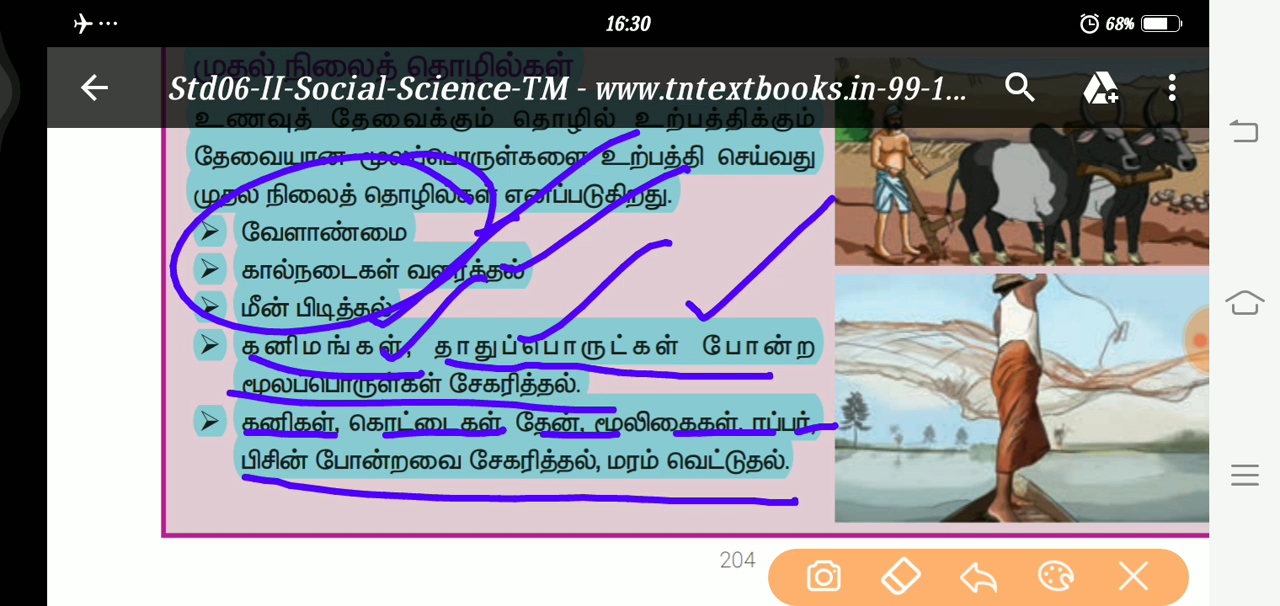 16:30
68%
Std06-II-Social-Science-TM - www.tntextbooks.in-99-1...
முதல் நிலைத் தொழில்கள்
உணவுத் தேவைக்கும் தொழில் உற்பத்திக்கும்
தேவையான மூலப்பொருள்களை உற்பத்தி செய்வது
முதல் நிலைத் தொழில்கள் எனப்படுகிறது.
➤ வேளாண்மை
➤ கால்நடைகள் வளர்த்தல்
➤ மீன் பிடித்தல்
➤ கனிமங்கள், தாதுப்பொருட்கள் போன்ற
மூலப்பொருள்கள் சேகரித்தல்.
➤ கனிகள், கொட்டைகள், தேன், மூலிகைகள், ரப்பர்,
பிசின் போன்றவை சேகரித்தல், மரம் வெட்டுதல்.
204